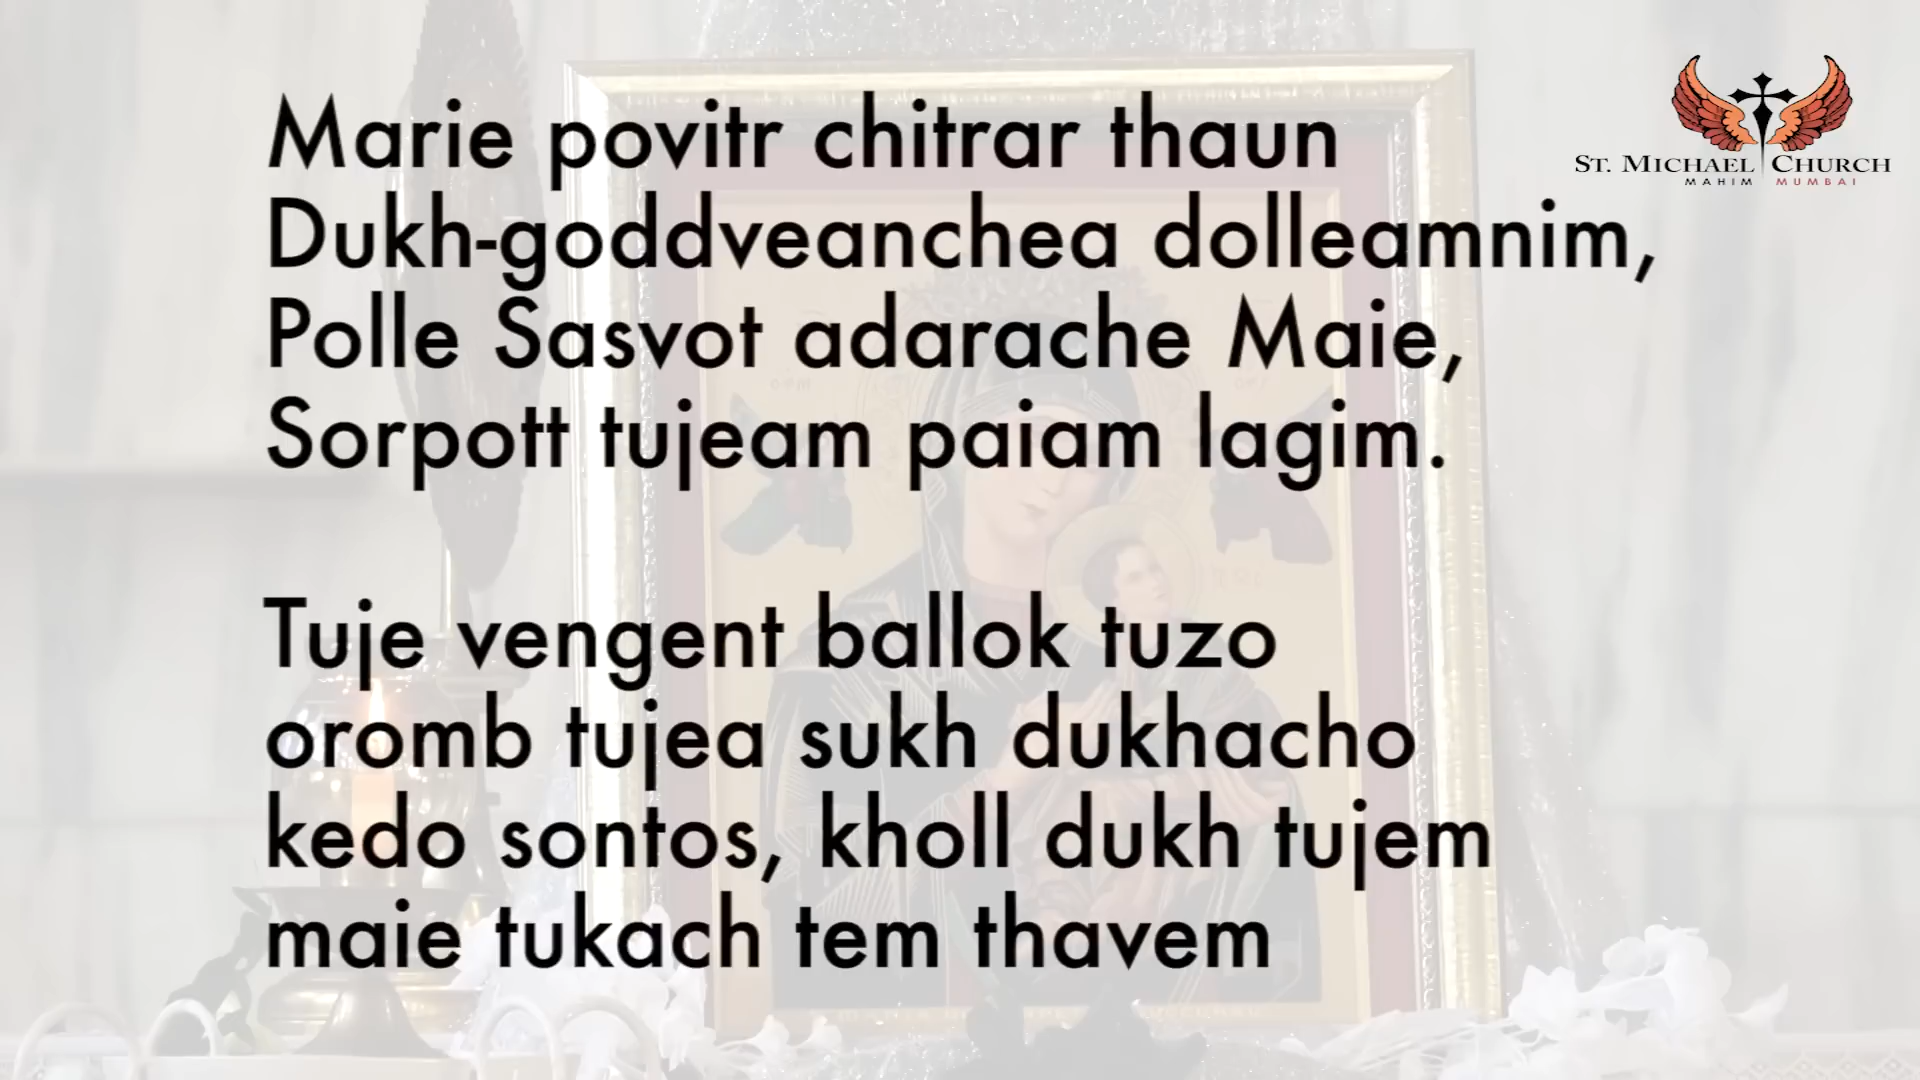 Marie povitr chitrar thaun
Dukh-goddveanchea dolleamnim,
Polle Sasvot adarache Maie,
Sorpott tujeam paiam lagim.
Tuje vengent ballok tuzo
oromb tujea sukh dukhacho
kedo sontos, kholl dukh tujem
maie tukach tem thavem
ST. MICHAEL CHURCH
MAHIM MUMBAI